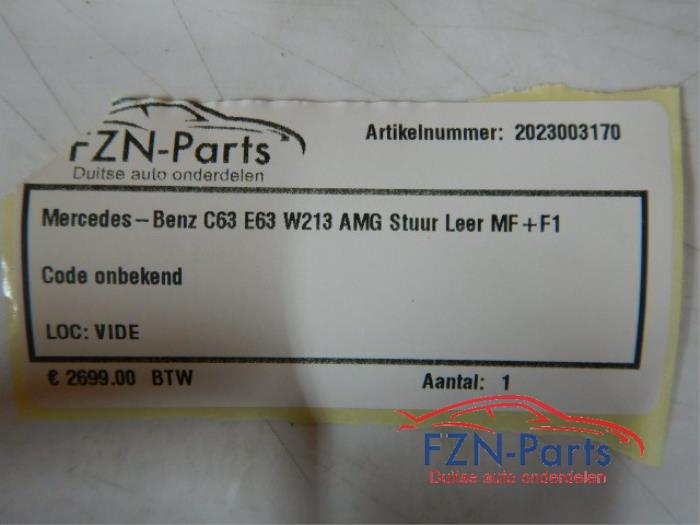 FZN-Parts
Duitse auto onderdelen
Artikelnummer: 2023003170
Mercedes-Benz C63 E63 W213 AMG Stuur Leer MF+F1
Code onbekend
LOC: VIDE
€ 2699.00 BTW
Aantal: 1
FZN-Parts
Duitse auto onderdelen